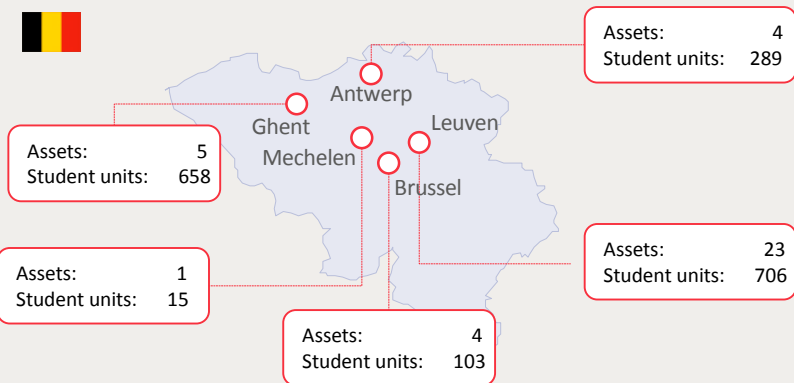 Assets: 4
Student units: 289
Antwerp
Ghent
Leuven
Mechelen
Brussel
Assets: 5
Student units: 658
Assets: 1
Student units: 15
Assets: 23
Student units: 706
Assets: 4
Student units: 103